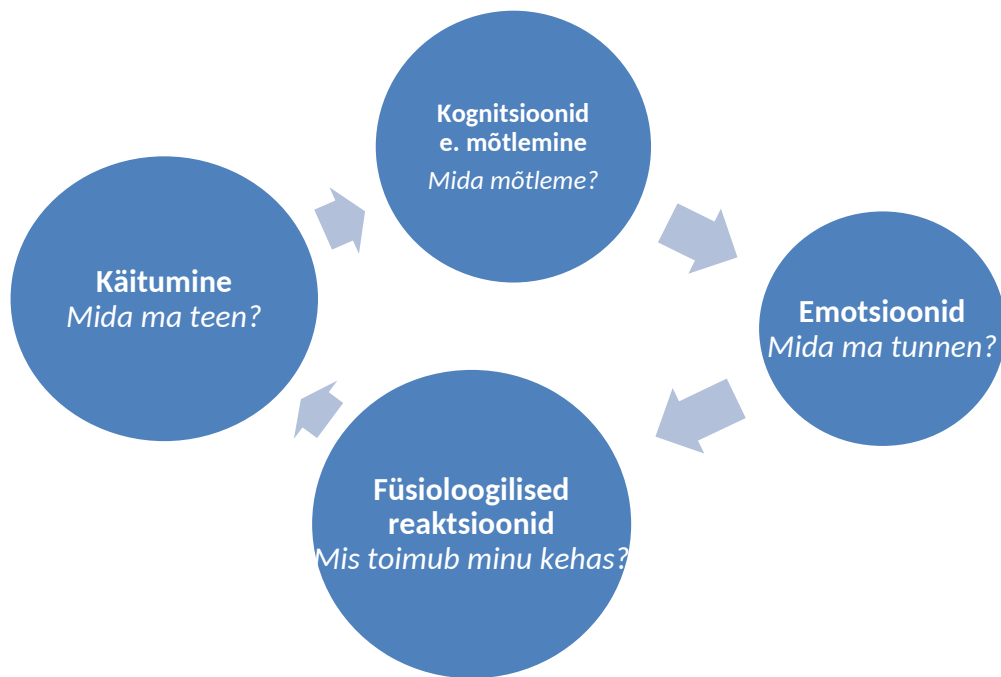 Kognitsioonid
e. mõtlemine
Mida mõtleme?
Käitumine
Mida ma teen?
Emotsioonid
Mida ma tunnen?
Füsioloogilised
reaktsioonid
Mis toimub minu kehas?